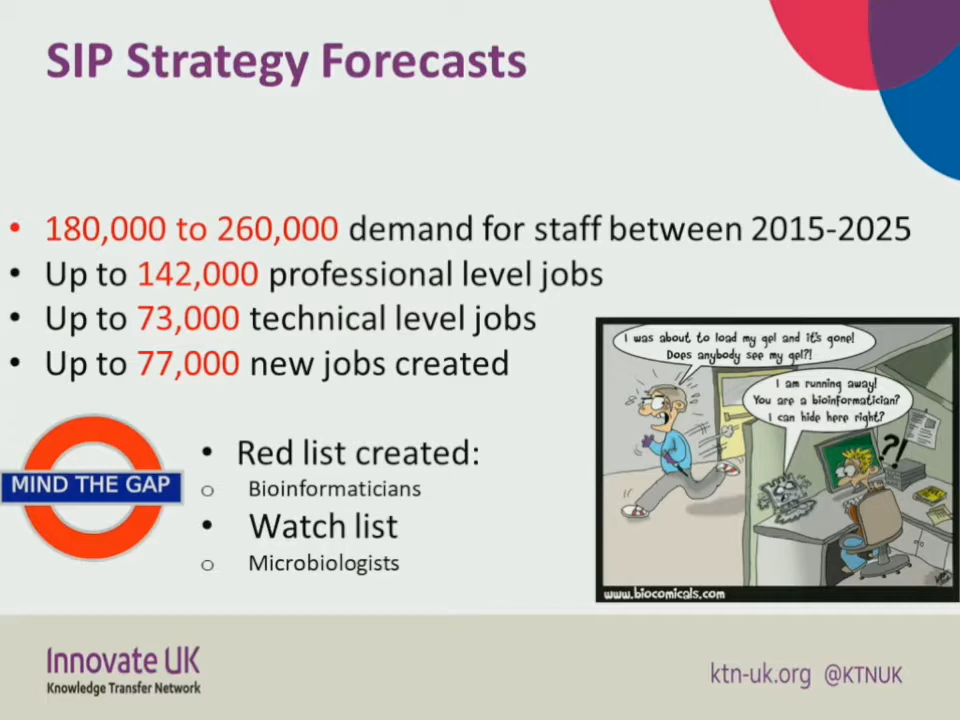 SIP Strategy Forecasts
• 180,000 to 260,000 demand for staff between 2015-2025
• Up to 142,000 professional level jobs
• Up to 73,000 technical level jobs
• Up to 77,000 new jobs created
I was about to load my gel and it's gone!
Does anybody see my gel?!
I am running away!
You are a bioinformatician?
I can hide here right?
?!
www.biocomicals.com
MIND THE GAP
• Red list created:
o Bioinformaticians
• Watch list
o Microbiologists
Innovate UK
Knowledge Transfer Network
ktn-uk.org @KTNUK